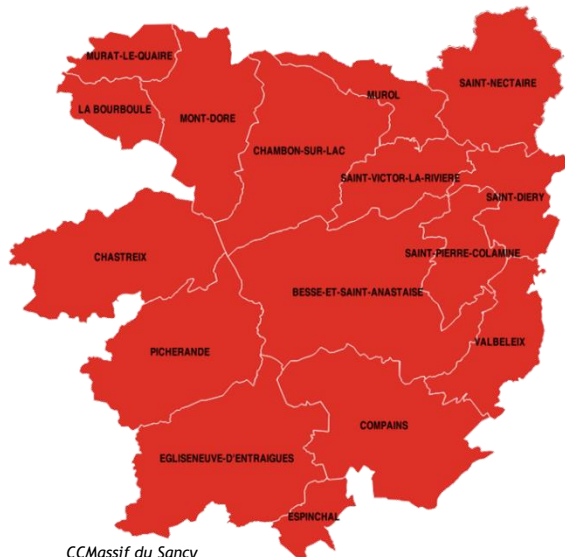 MURAT-LE-QUAIRE
SAINT-NECTAIRE
LA BOURBOULE
MUROL
MONT-DORE
CHAMBON-SUR-LAC
SAINT-VICTOR-LA-RIVIERE
SAINT-DIERY
CHASTREIX
SAINT-PIERRE-COLAMINE
BESSE-ET-SAINT-ANASTAISE
VALBELEIX
PICHERANDE
COMPAINS
EGLISENEUVE-D'ENTRAIGUES
ESPINCHAL
CCMassif du Sancy